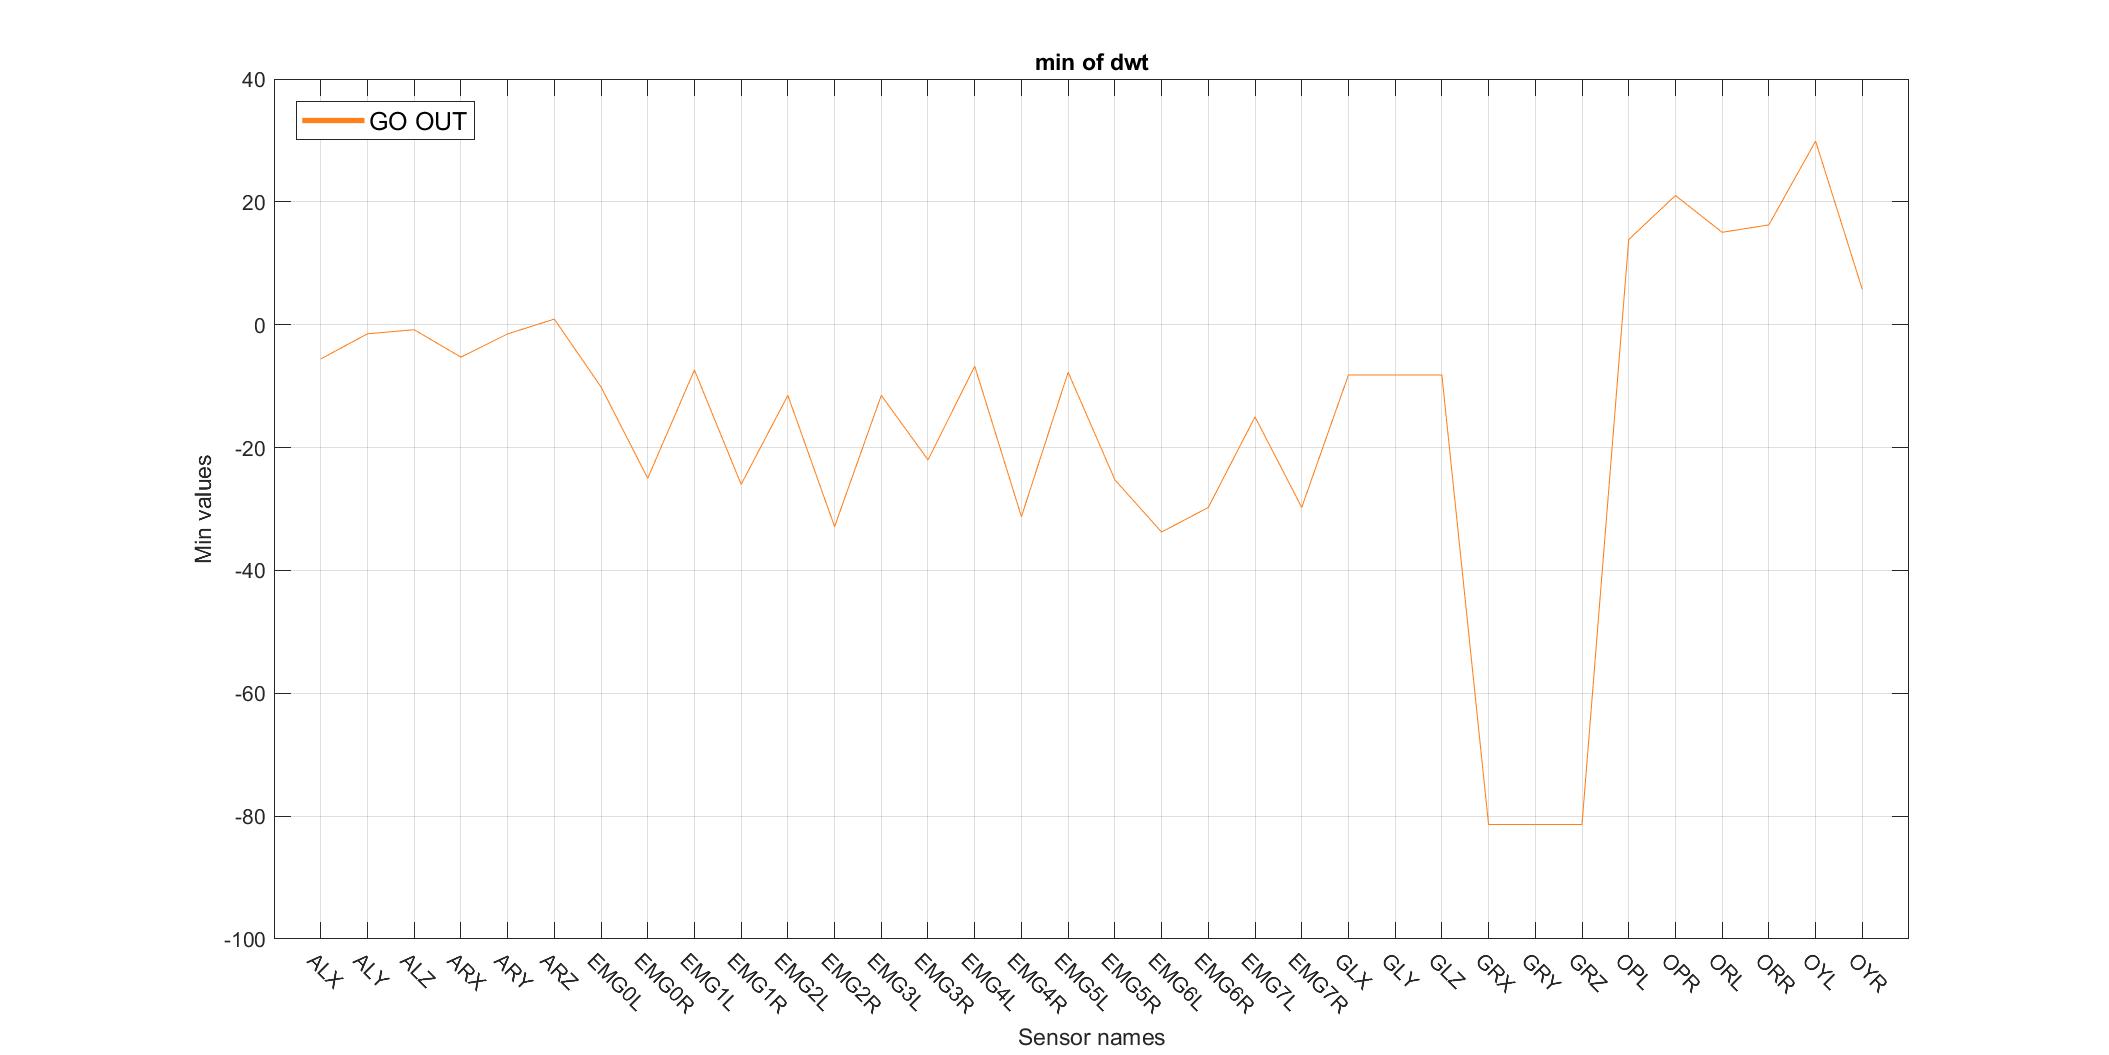 min of dwt
GO OUT
40
20
0
-20
-40
-60
-80
-100
Min values
ALX
ALY
ALZ
ARX
ARY
ARZ
EMG0L
EMG0R
EMG1L
EMG1R
EMG2L
EMG2R
EMG3L
EMG3R
EMG4L
EMG4R
EMG5L
EMG5R
EMG6L
EMG6R
EMG7L
EMG7R
GLX
GLY
GLZ
GRX
GRY
GRZ
OPL
OPR
ORL
ORR
OYL
OYR
Sensor names